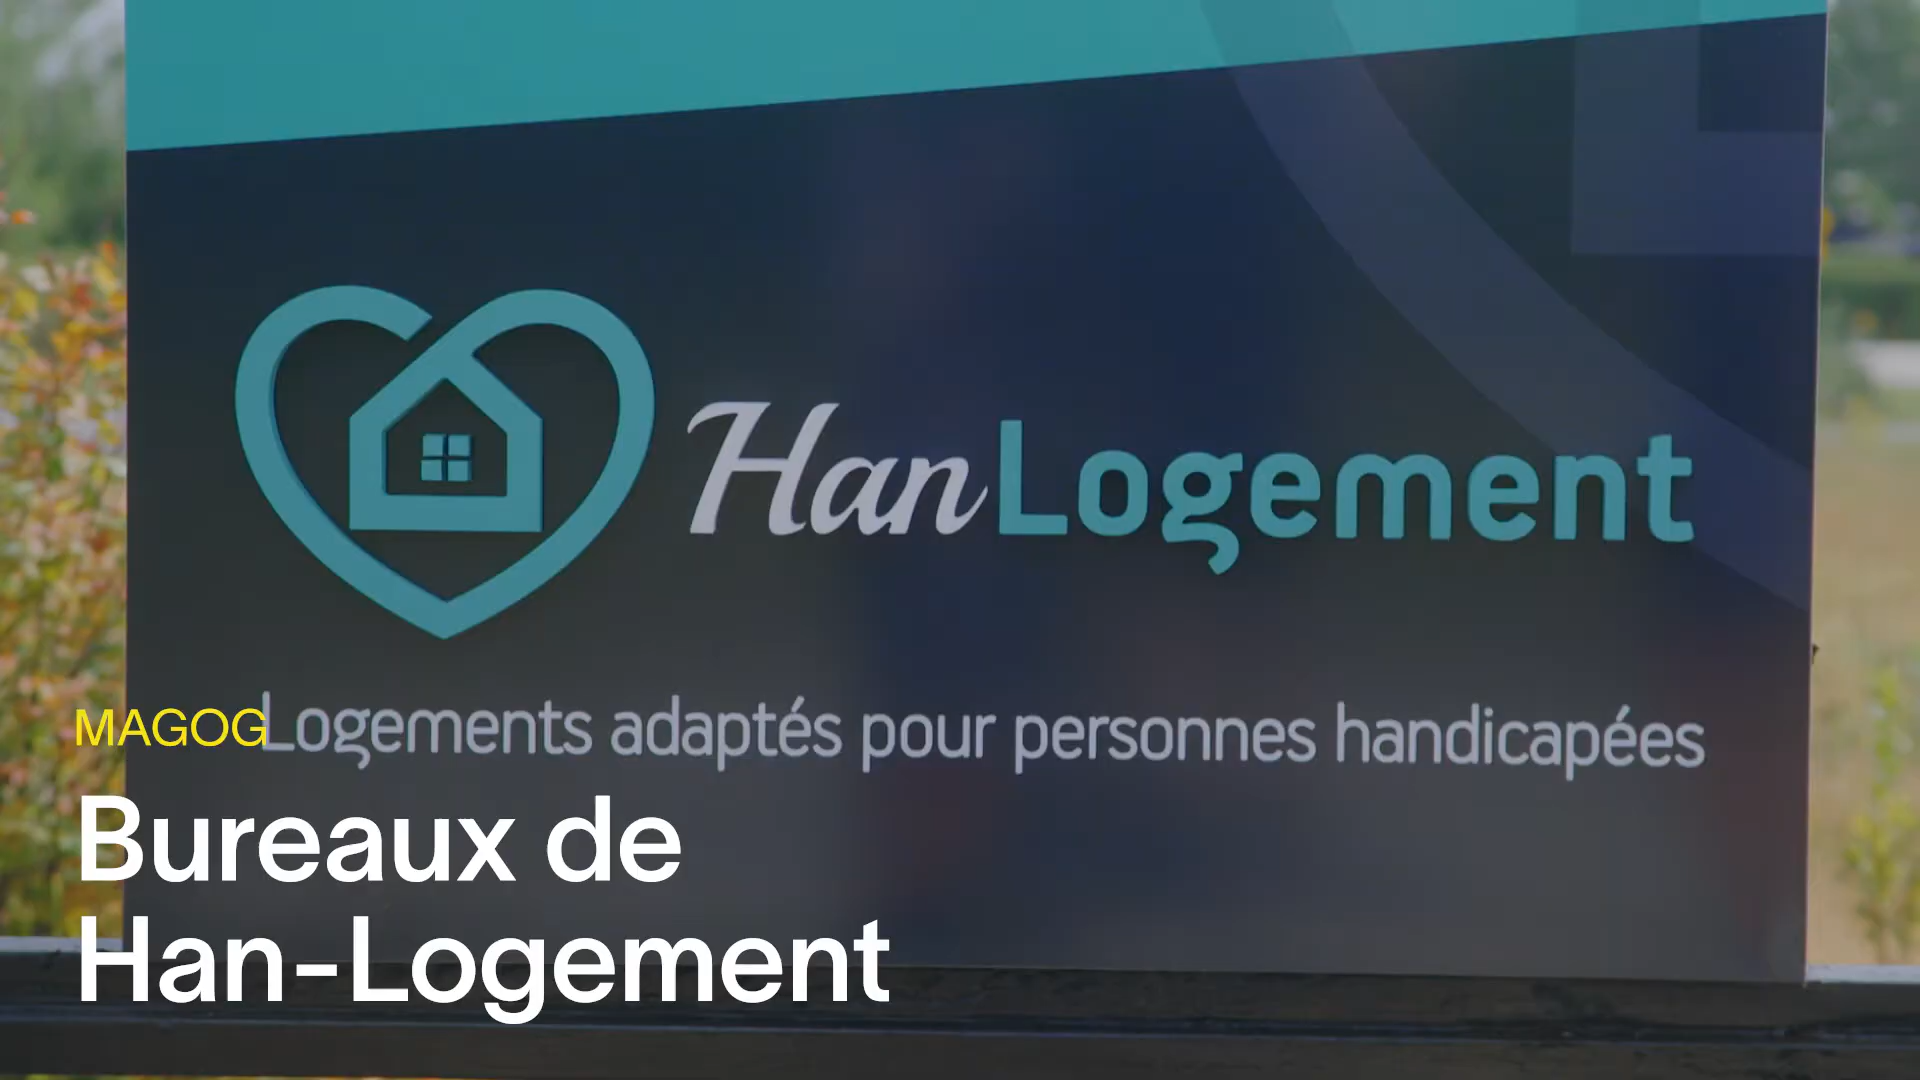 HanLogement
Logements adaptés pour personnes handicapées
MAGOG
Bureaux de
Han-Logement